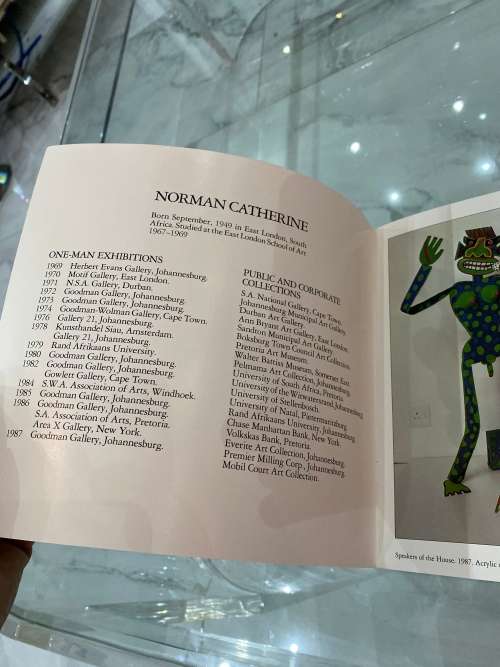 NORMAN CATHERINE
Born September, 1949 in East London, South
Africa. Studied at the East London School of Art
1967–1969
ONE-MAN EXHIBITIONS
1969 Herbert Evans Gallery, Johannesburg.
1970 Motif Gallery, East London.
1971 N.S.A. Gallery, Durban.
1972 Goodman Gallery, Johannesburg.
1973 Goodman Gallery, Johannesburg.
1974 Goodman-Wolman Gallery, Cape Town.
1976 Gallery 21, Johannesburg.
1978 Kunsthandel Siau, Amsterdam.
Gallery 21, Johannesburg.
1979 Rand Afrikaans University.
1980 Goodman Gallery, Johannesburg.
1982 Goodman Gallery, Johannesburg.
Gowlett Gallery, Cape Town.
1984 S.W.A. Association of Arts, Windhoek.
1985 Goodman Gallery, Johannesburg.
1986 Goodman Gallery, Johannesburg.
S.A. Association of Arts, Pretoria.
Area X Gallery, New York.
1987 Goodman Gallery, Johannesburg.
PUBLIC AND CORPORATE
COLLECTIONS
S.A. National Gallery, Cape Town.
Johannesburg Municipal Art Gallery.
Durban Art Gallery.
Ann Bryant Art Gallery, East London.
Sandton Municipal Art Gallery.
Boksburg Town Council Art Collection.
Pretoria Art Museum.
Walter Battiss Museum, Somerset East.
Pelmama Art Collection, Johannesburg.
University of South Africa, Pretoria.
University of the Witwatersrand, Johannesburg.
University of Stellenbosch.
University of Natal, Pietermaritzburg.
Rand Afrikaans University, Johannesburg.
Chase Manhattan Bank, New York.
Volkskas Bank, Pretoria.
Everite Art Collection, Johannesburg.
Premier Milling Corp., Johannesburg.
Mobil Court Art Collection.
Speakers of the House. 1987. Acrylic